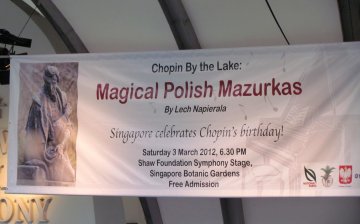 Chopin By the Lake:
Magical Polish Mazurkas
By Lech Napierala
Singapore celebrates Chopin's birthday!
Saturday 3 March 2012, 6.30 PM
Shaw Foundation Symphony Stage,
Singapore Botanic Gardens
Free Admission
ONY